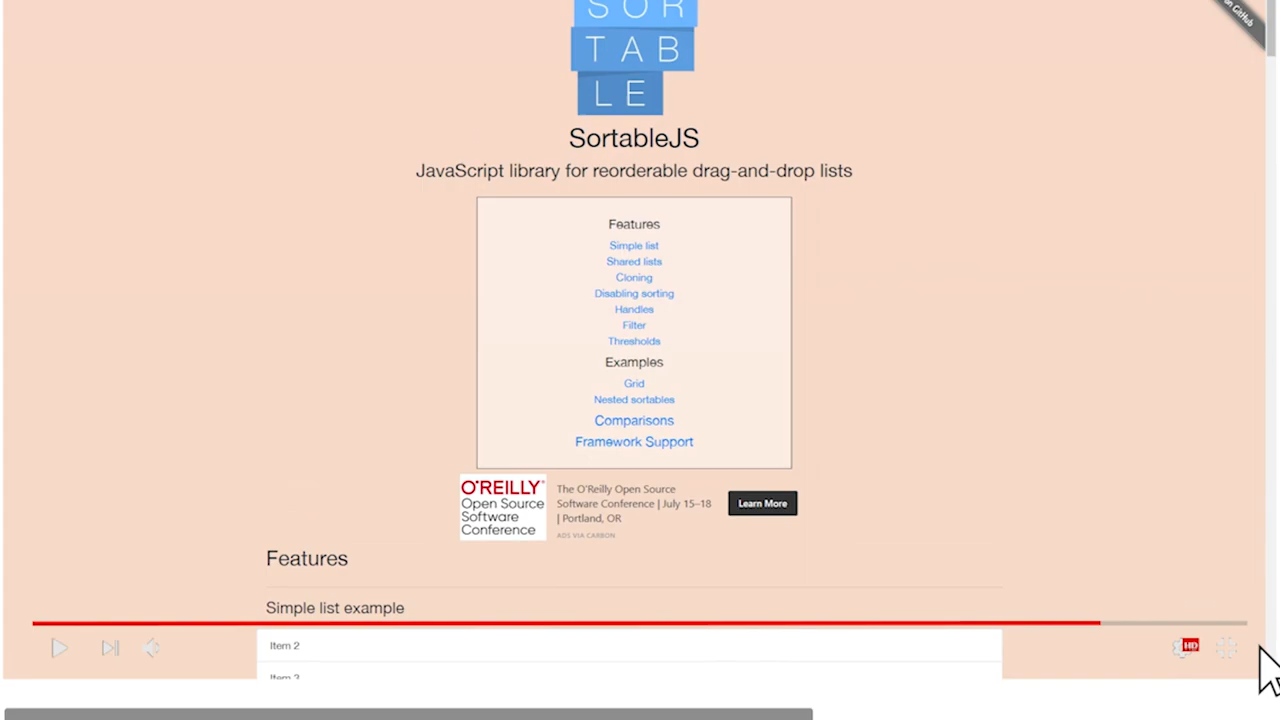 on GitHub
SOR
TAB
LE
SortableJS
JavaScript library for reorderable drag-and-drop lists
Features
Simple list
Shared lists
Cloning
Disabling sorting
Handles
Filter
Thresholds
Examples
Grid
Nested sortables
Comparisons
Framework Support
O'REILLY®
Open Source
Software
Conference
The O'Reilly Open Source
Software Conference | July 15–18
| Portland, OR
ADS VIA CARBON
Learn More
Features
Simple list example
Item 2
HD